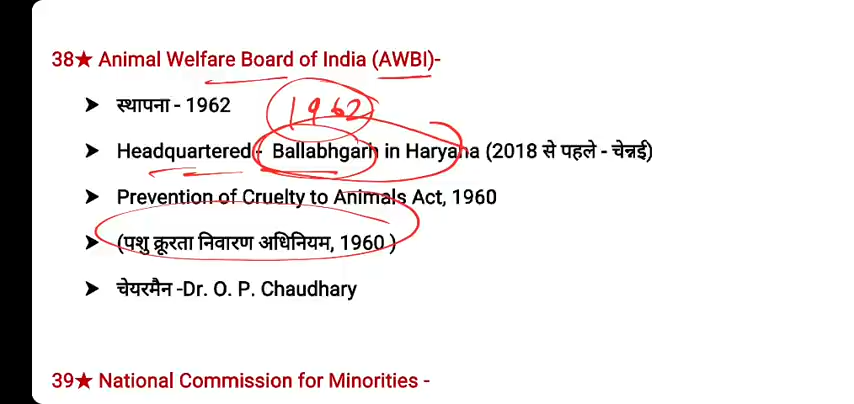 38★ Animal Welfare Board of India (AWBI)-
➤ स्थापना - 1962 1962
➤ Headquartered - Ballabhgarh in Haryana (2018 से पहले - चेन्नई)
➤ Prevention of Cruelty to Animals Act, 1960
➤ (पशु क्रूरता निवारण अधिनियम, 1960 )
➤ चेयरमैन -Dr. O. P. Chaudhary
39★ National Commission for Minorities -